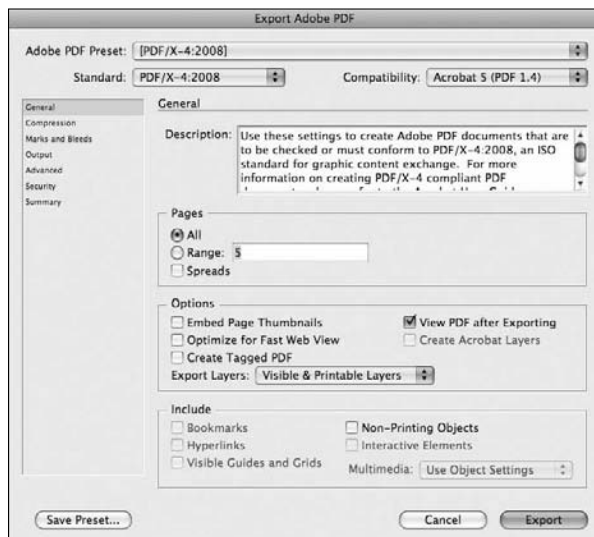 Export Adobe PDF
Adobe PDF Preset: [PDF/X-4:2008]
Standard: PDF/X-4:2008 Compatibility: Acrobat 5 (PDF 1.4)
General
Compression
Marks and Bleeds
Output
Advanced
Security
Summary
General
Description: Use these settings to create Adobe PDF documents that are
to be checked or must conform to PDF/X-4:2008, an ISO
standard for graphic content exchange. For more
information on creating PDF/X-4 compliant PDF
Pages
All
Range: 5
Spreads
Options
Embed Page Thumbnails View PDF after Exporting
Optimize for Fast Web View Create Acrobat Layers
Create Tagged PDF
Export Layers: Visible & Printable Layers
Include
Bookmarks Non-Printing Objects
Hyperlinks Interactive Elements
Visible Guides and Grids Multimedia: Use Object Settings
Save Preset... Cancel Export